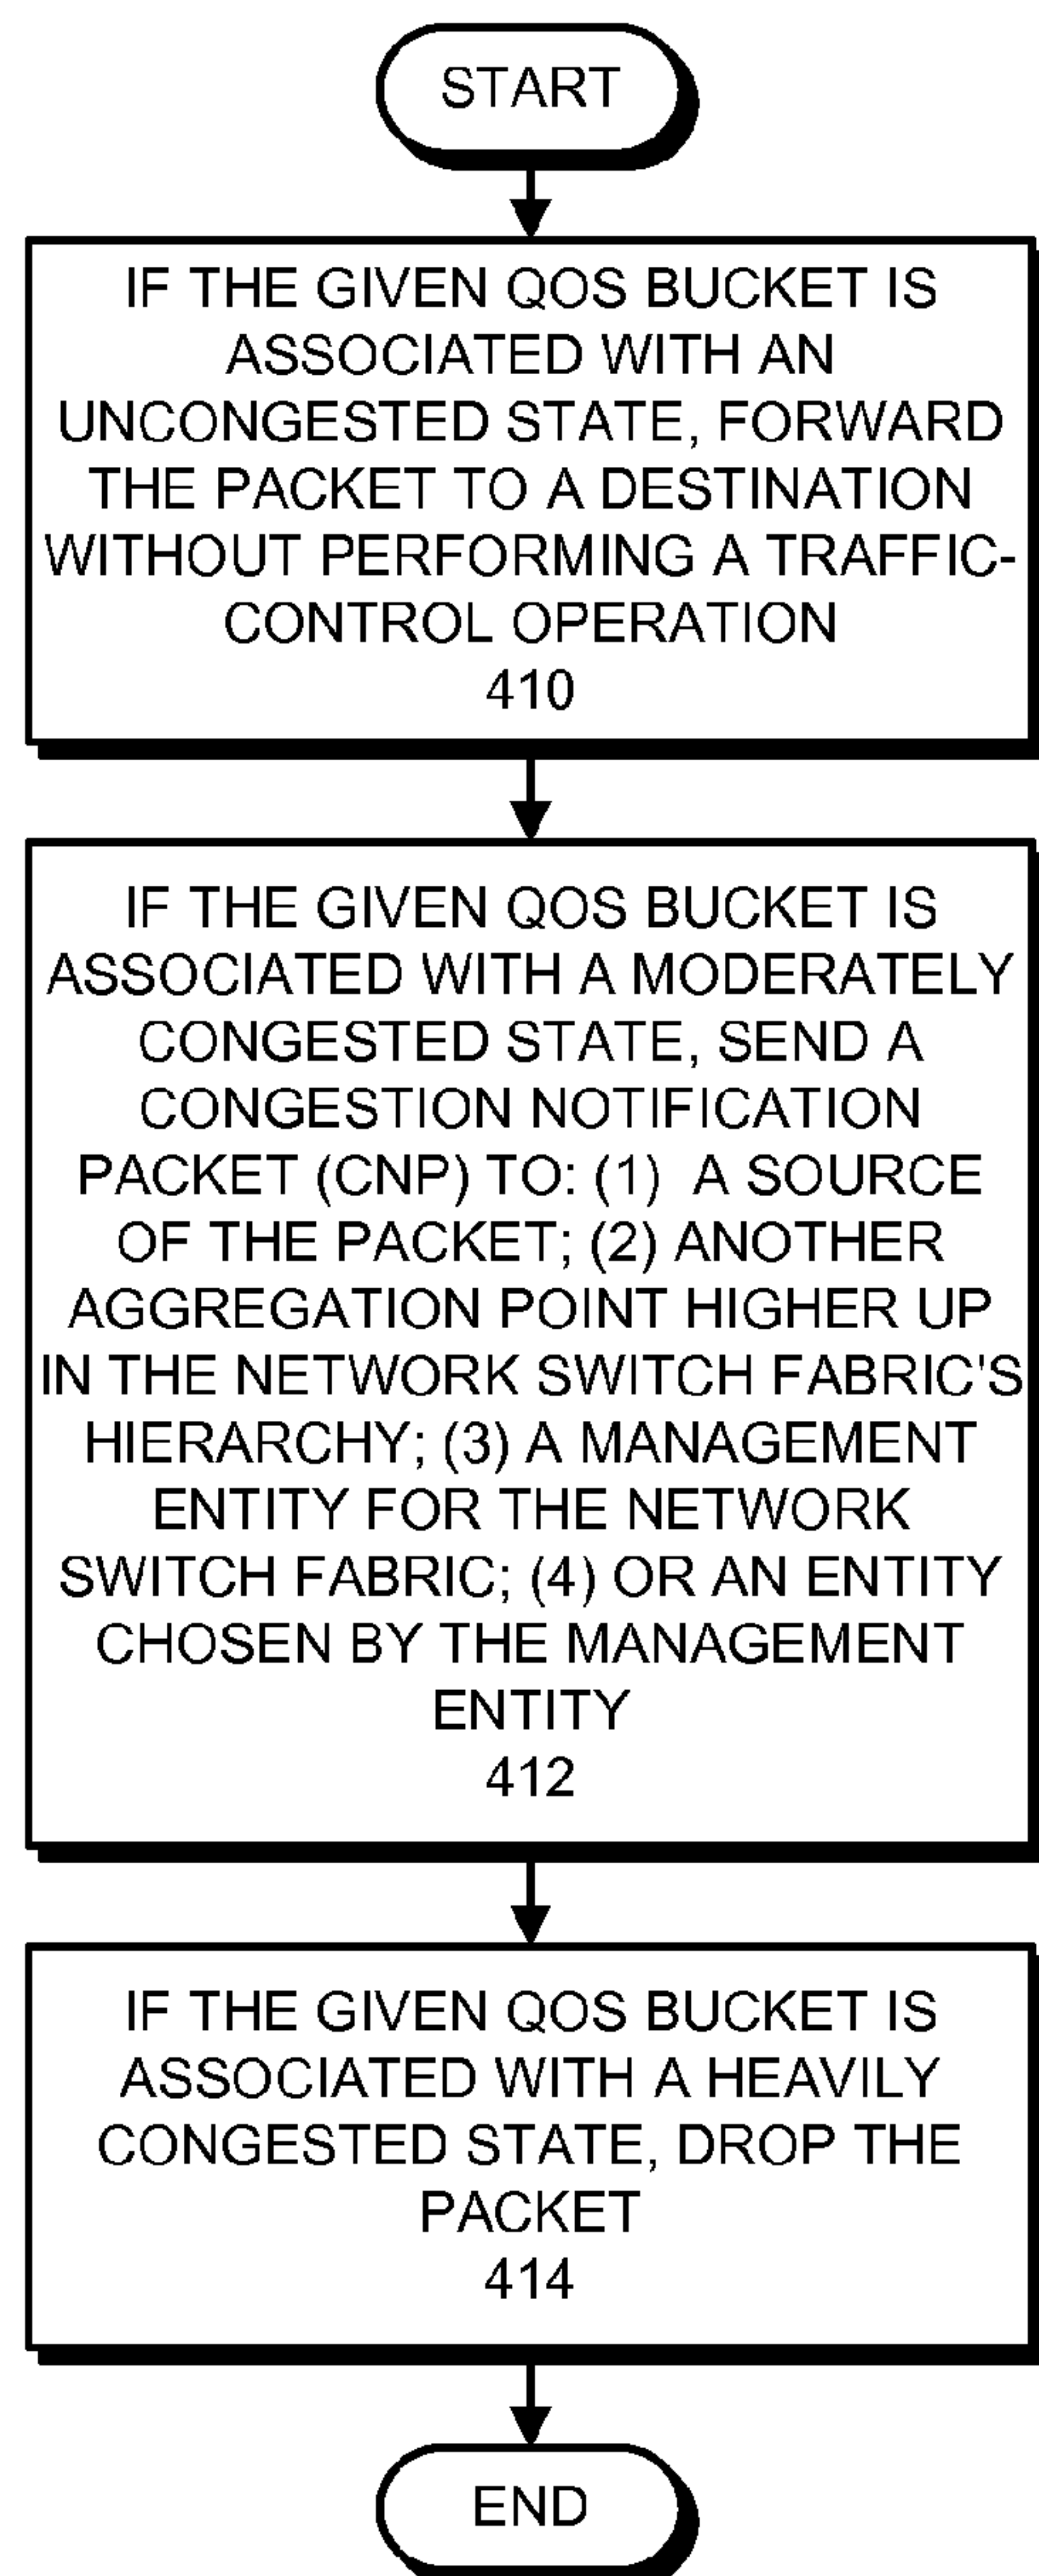 START
IF THE GIVEN QOS BUCKET IS
ASSOCIATED WITH AN
UNCONGESTED STATE, FORWARD
THE PACKET TO A DESTINATION
WITHOUT PERFORMING A TRAFFIC-
CONTROL OPERATION
410
IF THE GIVEN QOS BUCKET IS
ASSOCIATED WITH A MODERATELY
CONGESTED STATE, SEND A
CONGESTION NOTIFICATION
PACKET (CNP) TO: (1) A SOURCE
OF THE PACKET; (2) ANOTHER
AGGREGATION POINT HIGHER UP
IN THE NETWORK SWITCH FABRIC'S
HIERARCHY; (3) A MANAGEMENT
ENTITY FOR THE NETWORK
SWITCH FABRIC; (4) OR AN ENTITY
CHOSEN BY THE MANAGEMENT
ENTITY
412
IF THE GIVEN QOS BUCKET IS
ASSOCIATED WITH A HEAVILY
CONGESTED STATE, DROP THE
PACKET
414
END